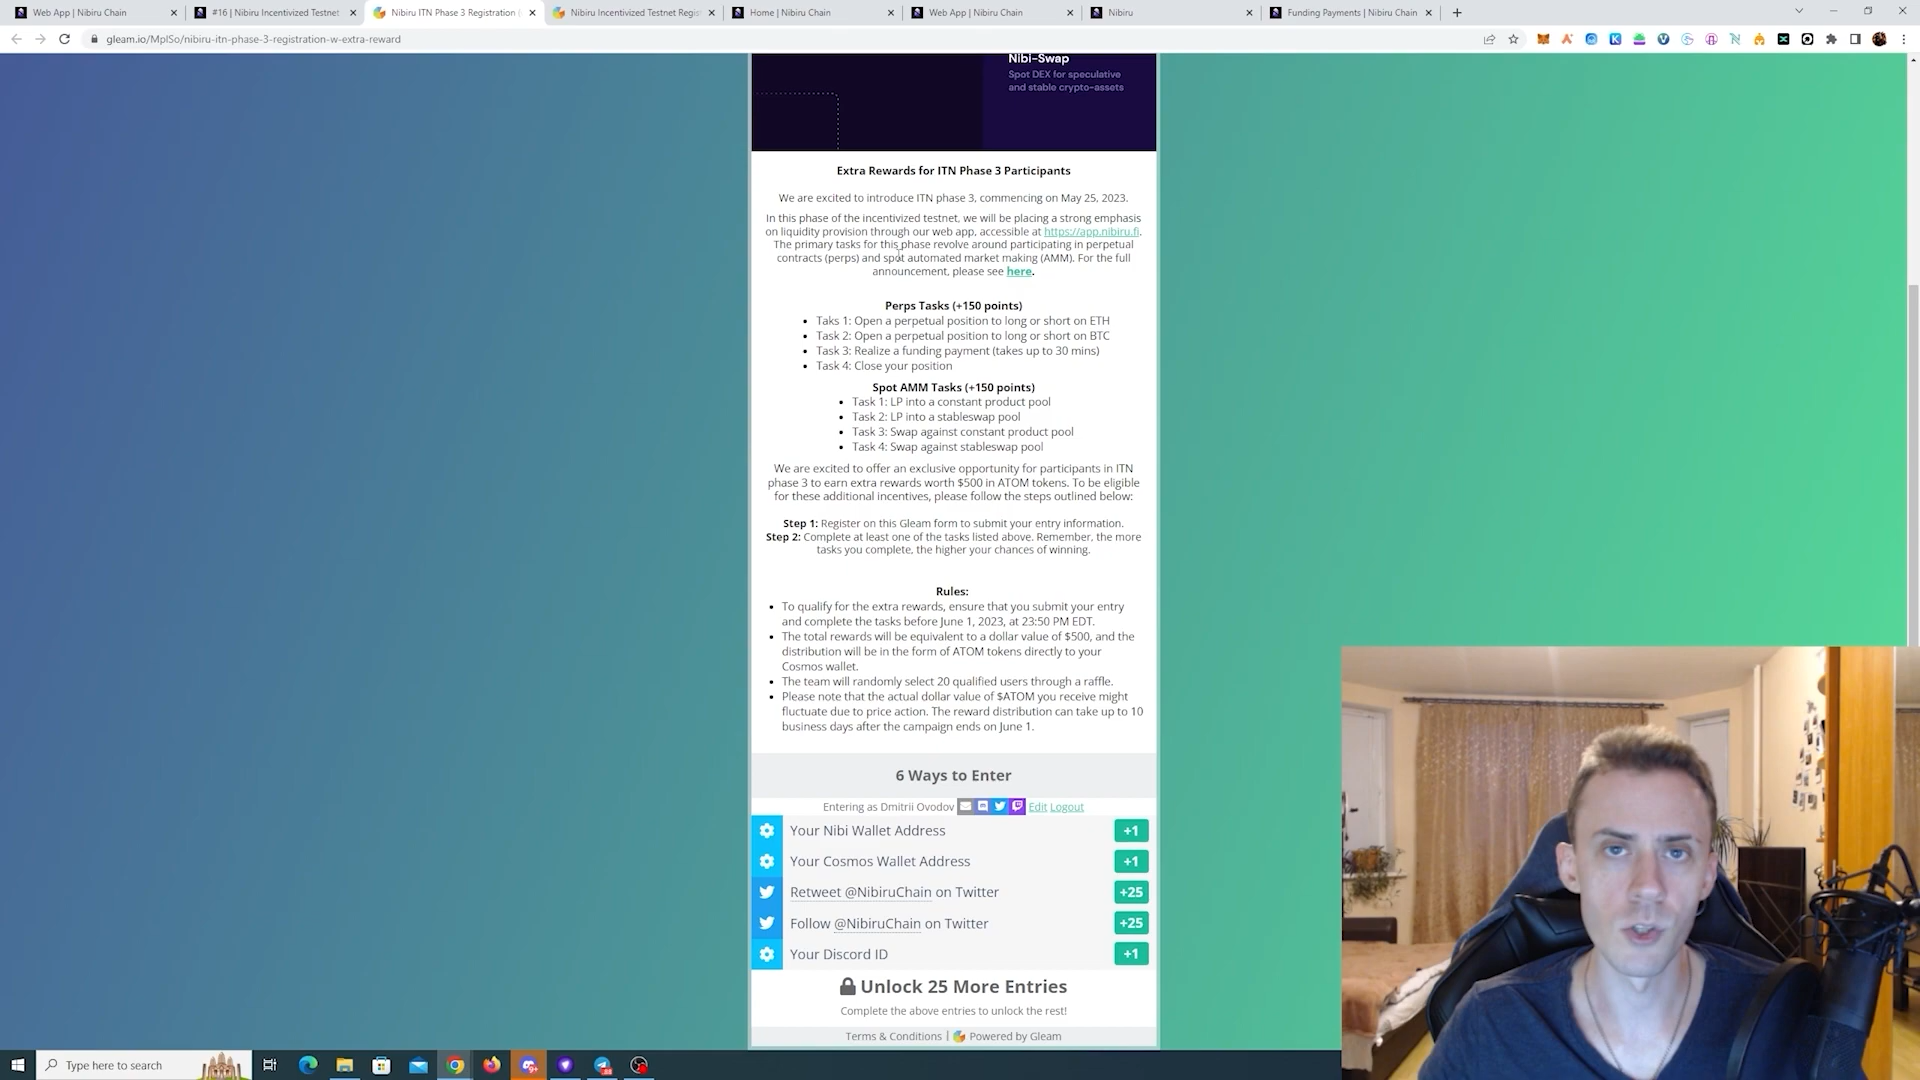 Web App | Nibiru Chain
#16 | Nibiru Incentivized Testnet
Nibiru ITN Phase 3 Registration
Nibiru Incentivized Testnet Regis
Home | Nibiru Chain
Web App | Nibiru Chain
Nibiru
Funding Payments | Nibiru Chain
gleam.io/MplSo/nibiru-itn-phase-3-registration-w-extra-reward
Nibi-Swap
Spot DEX for speculative
and stable crypto-assets
Extra Rewards for ITN Phase 3 Participants
We are excited to introduce ITN phase 3, commencing on May 25, 2023.
In this phase of the incentivized testnet, we will be placing a strong emphasis
on liquidity provision through our web app, accessible at https://app.nibiru.fi.
The primary tasks for this phase revolve around participating in perpetual
contracts (perps) and spot automated market making (AMM). For the full
announcement, please see here.
Perps Tasks (+150 points)
• Taks 1: Open a perpetual position to long or short on ETH
• Task 2: Open a perpetual position to long or short on BTC
• Task 3: Realize a funding payment (takes up to 30 mins)
• Task 4: Close your position
Spot AMM Tasks (+150 points)
• Task 1: LP into a constant product pool
• Task 2: LP into a stableswap pool
• Task 3: Swap against constant product pool
• Task 4: Swap against stableswap pool
We are excited to offer an exclusive opportunity for participants in ITN
phase 3 to earn extra rewards worth $500 in ATOM tokens. To be eligible
for these additional incentives, please follow the steps outlined below:
Step 1: Register on this Gleam form to submit your entry information.
Step 2: Complete at least one of the tasks listed above. Remember, the more
tasks you complete, the higher your chances of winning.
Rules:
• To qualify for the extra rewards, ensure that you submit your entry
and complete the tasks before June 1, 2023, at 23:50 PM EDT.
• The total rewards will be equivalent to a dollar value of $500, and the
distribution will be in the form of ATOM tokens directly to your
Cosmos wallet.
• The team will randomly select 20 qualified users through a raffle.
• Please note that the actual dollar value of $ATOM you receive might
fluctuate due to price action. The reward distribution can take up to 10
business days after the campaign ends on June 1.
6 Ways to Enter
Entering as Dmitrii Ovodov Edit Logout
Your Nibi Wallet Address +1
Your Cosmos Wallet Address +1
Retweet @NibiruChain on Twitter +25
Follow @NibiruChain on Twitter +25
Your Discord ID +1
Unlock 25 More Entries
Complete the above entries to unlock the rest!
Terms & Conditions | Powered by Gleam
Type here to search